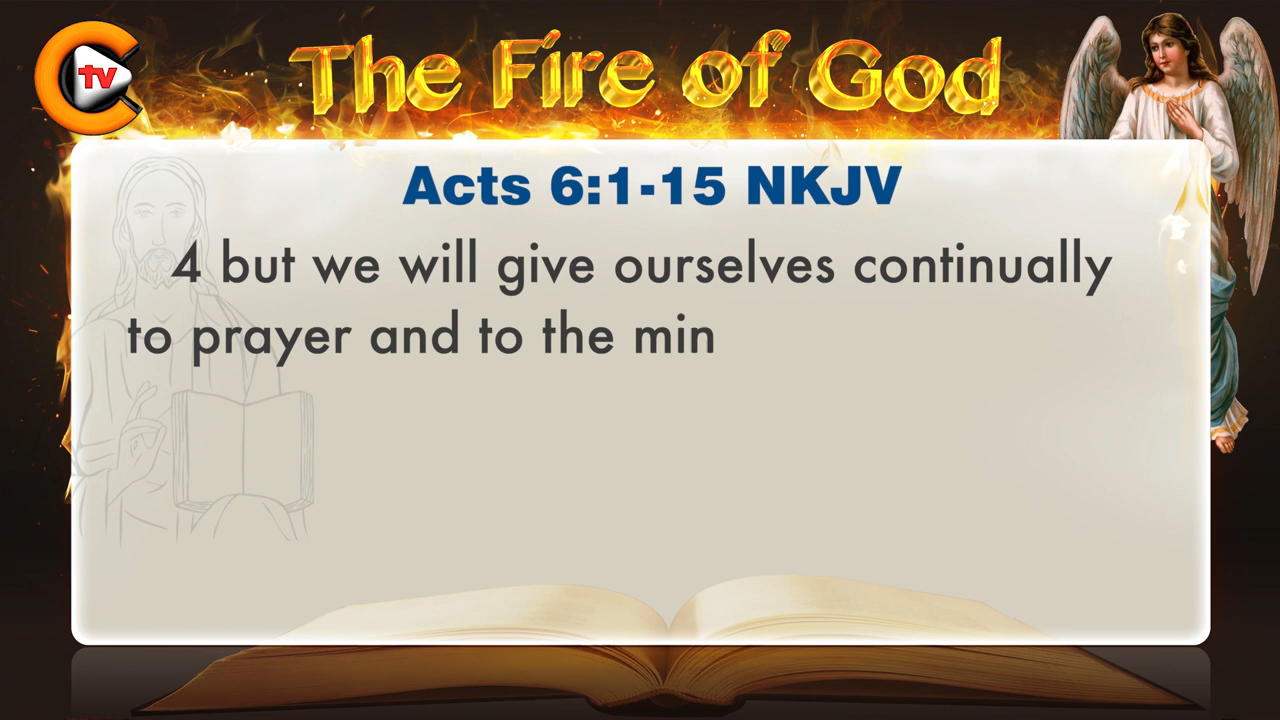 tv
The Fire of God
Acts 6:1-15 NKJV
4 but we will give ourselves continually
to prayer and to the min